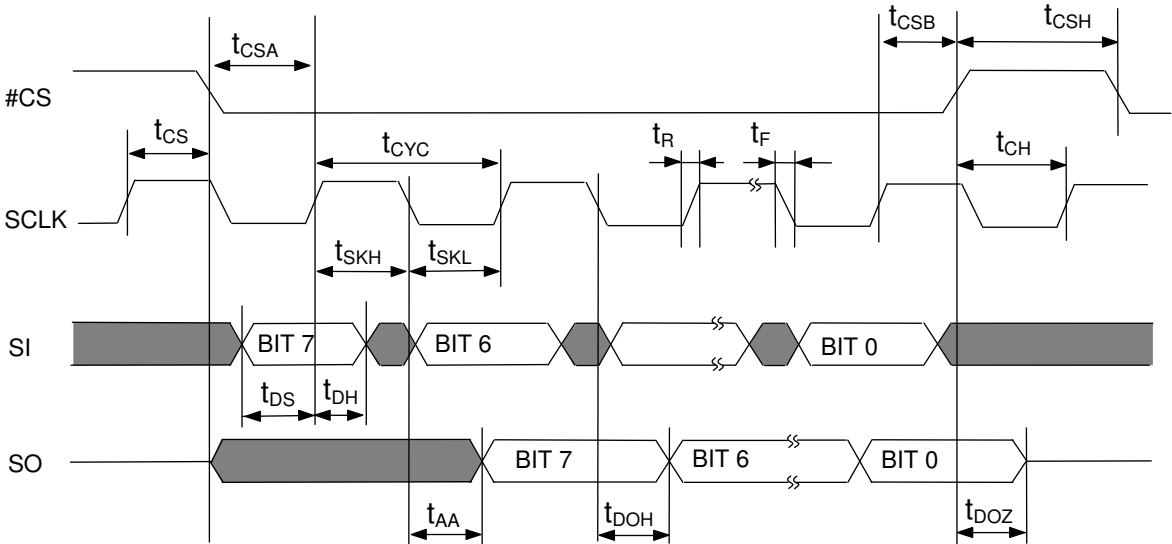 tCSB tCSH
tCSA
#CS
tCS tCYC tR tF tCH
SCLK
tSKH tSKL
SI BIT 7 BIT 6 BIT 0
tDS tDH
SO BIT 7 BIT 6 BIT 0
tAA tDOH tDOZ